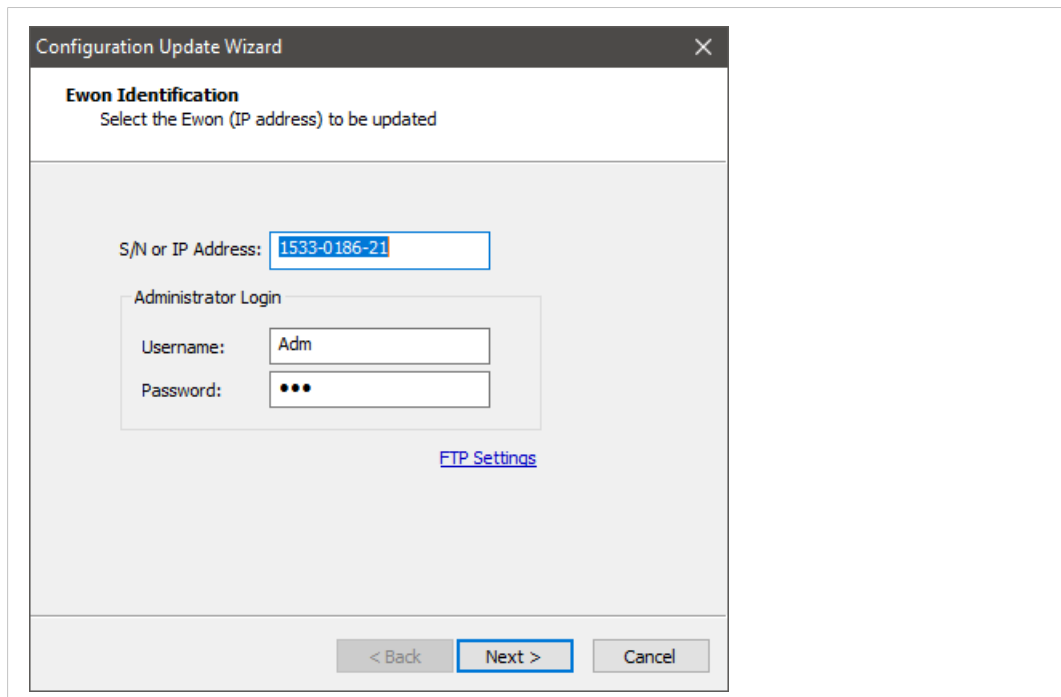 Configuration Update Wizard
Ewon Identification
Select the Ewon (IP address) to be updated
S/N or IP Address: 1533-0186-21
Administrator Login
Username: Adm
Password: •••
FTP Settings
< Back Next > Cancel